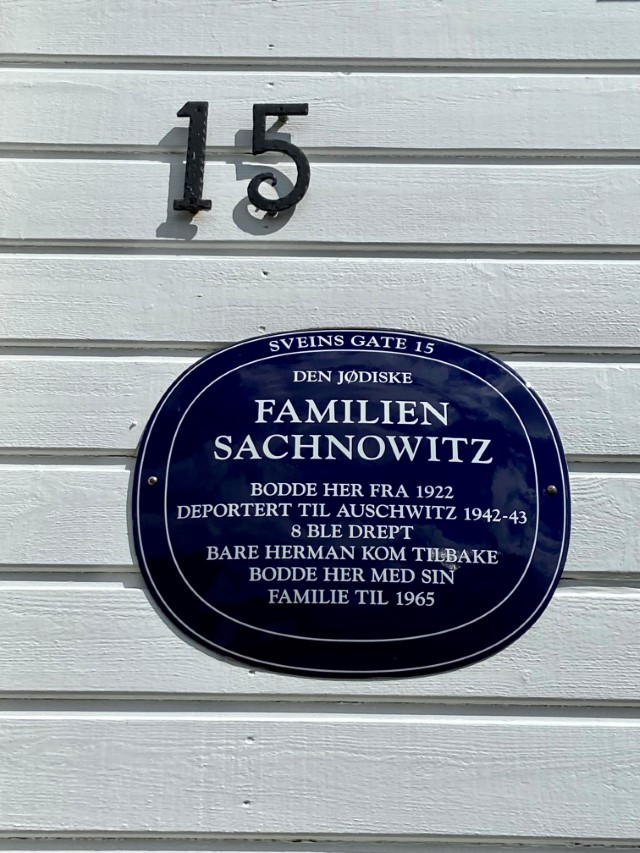 15
SVEINS GATE 15
DEN JØDISKE
FAMILIEN
SACHNOWITZ
BODDE HER FRA 1922
DEPORTERT TIL AUSCHWITZ 1942-43
8 BLE DREPT
BARE HERMAN KOM TILBAKE
BODDE HER MED SIN
FAMILIE TIL 1965